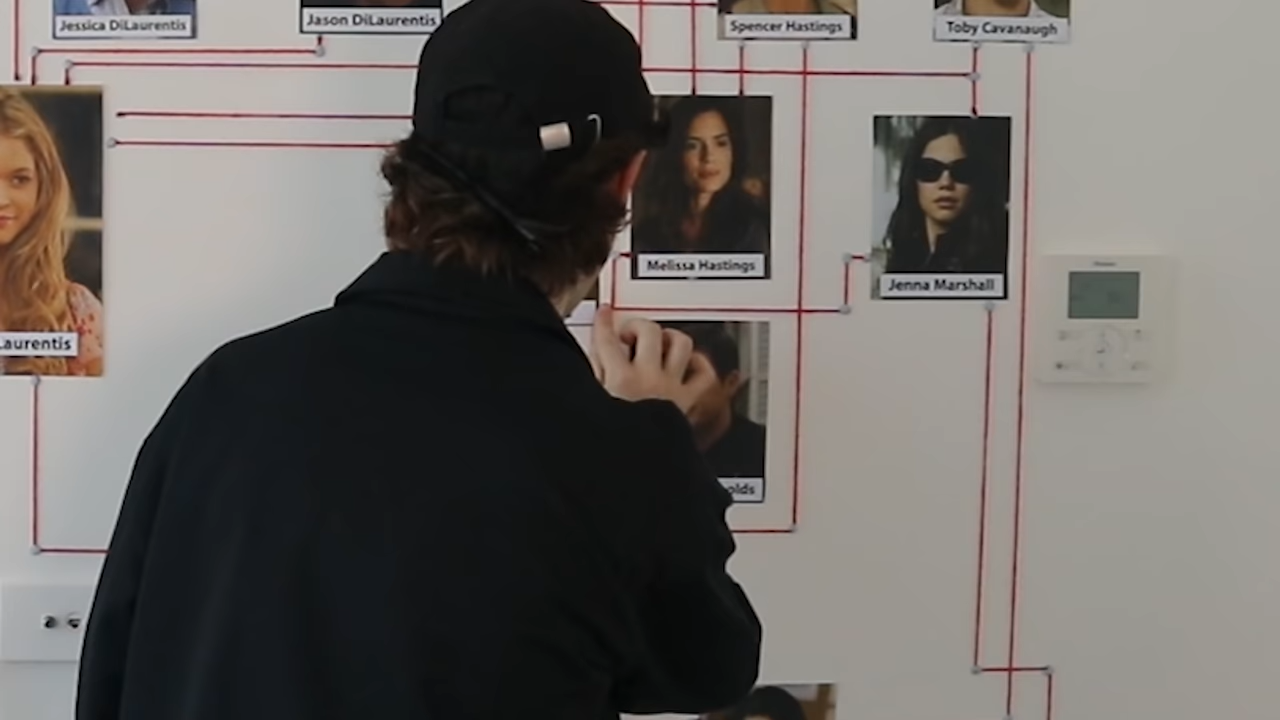 Jessica DiLaurentis
Jason DiLaurentis
Spencer Hastings
Toby Cavanaugh
Melissa Hastings
Jenna Marshall
Laurentis
olds